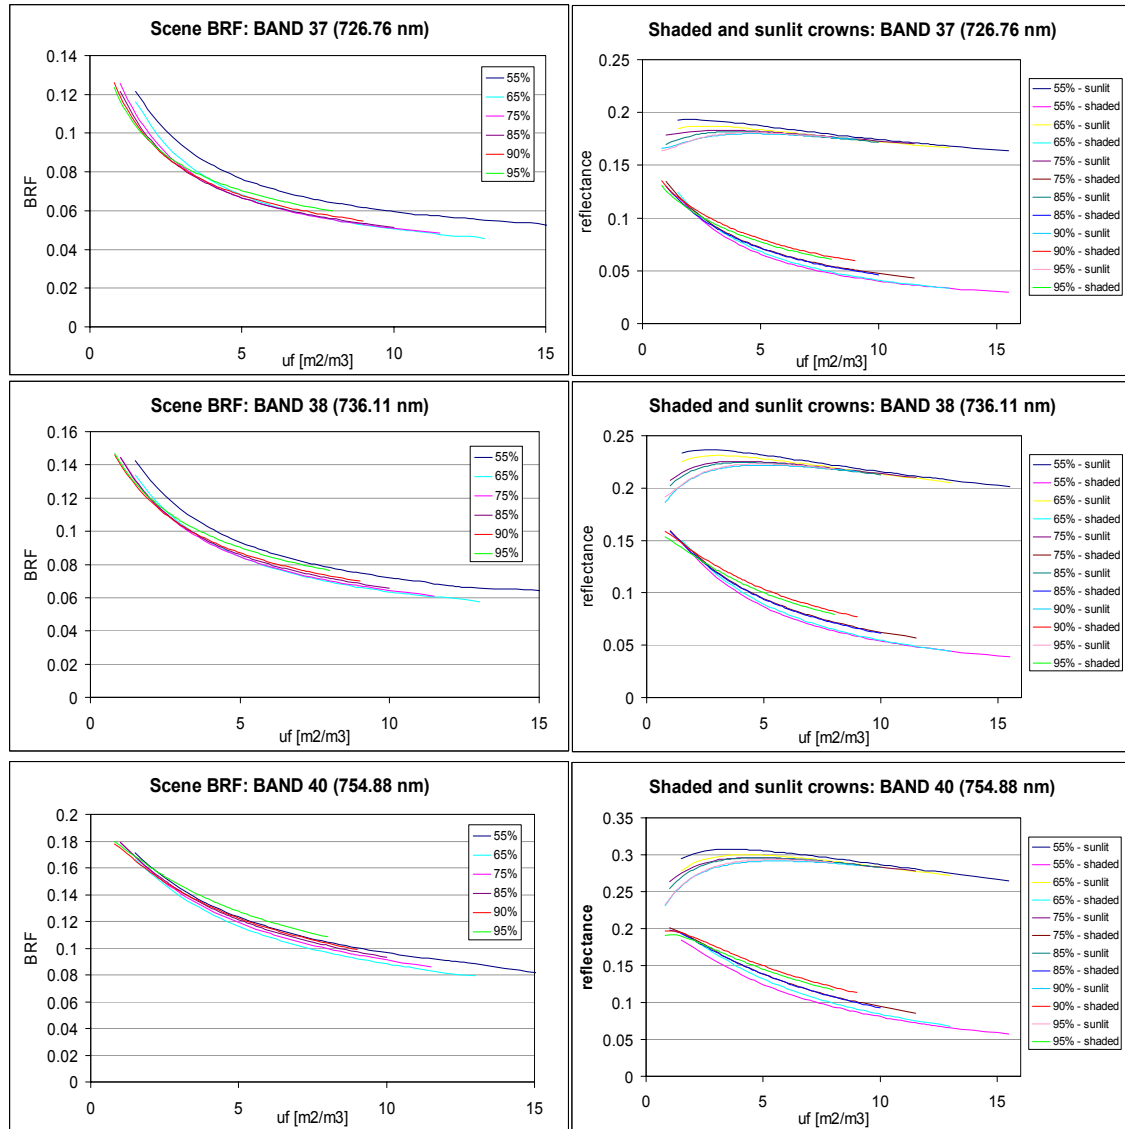 Scene BRF: BAND 37 (726.76 nm)
0.14
0.12
0.1
0.08
0.06
0.04
0.02
0
BRF
0 5 10 15
uf [m2/m3]
55%
65%
75%
85%
90%
95%
Shaded and sunlit crowns: BAND 37 (726.76 nm)
0.25
0.2
0.15
0.1
0.05
0
reflectance
0 5 10 15
uf [m2/m3]
55% - sunlit
55% - shaded
65% - sunlit
65% - shaded
75% - sunlit
75% - shaded
85% - sunlit
85% - shaded
90% - sunlit
90% - shaded
95% - sunlit
95% - shaded
Scene BRF: BAND 38 (736.11 nm)
0.16
0.14
0.12
0.1
0.08
0.06
0.04
0.02
0
BRF
0 5 10 15
uf [m2/m3]
55%
65%
75%
85%
90%
95%
Shaded and sunlit crowns: BAND 38 (736.11 nm)
0.25
0.2
0.15
0.1
0.05
0
reflectance
0 5 10 15
uf [m2/m3]
55% - sunlit
55% - shaded
65% - sunlit
65% - shaded
75% - sunlit
75% - shaded
85% - sunlit
85% - shaded
90% - sunlit
90% - shaded
95% - sunlit
95% - shaded
Scene BRF: BAND 40 (754.88 nm)
0.2
0.18
0.16
0.14
0.12
0.1
0.08
0.06
0.04
0.02
0
BRF
0 5 10 15
uf [m2/m3]
55%
65%
75%
85%
90%
95%
Shaded and sunlit crowns: BAND 40 (754.88 nm)
0.35
0.3
0.25
0.2
0.15
0.1
0.05
0
reflectance
0 5 10 15
uf [m2/m3]
55% - sunlit
55% - shaded
65% - sunlit
65% - shaded
75% - sunlit
75% - shaded
85% - sunlit
85% - shaded
90% - sunlit
90% - shaded
95% - sunlit
95% - shaded